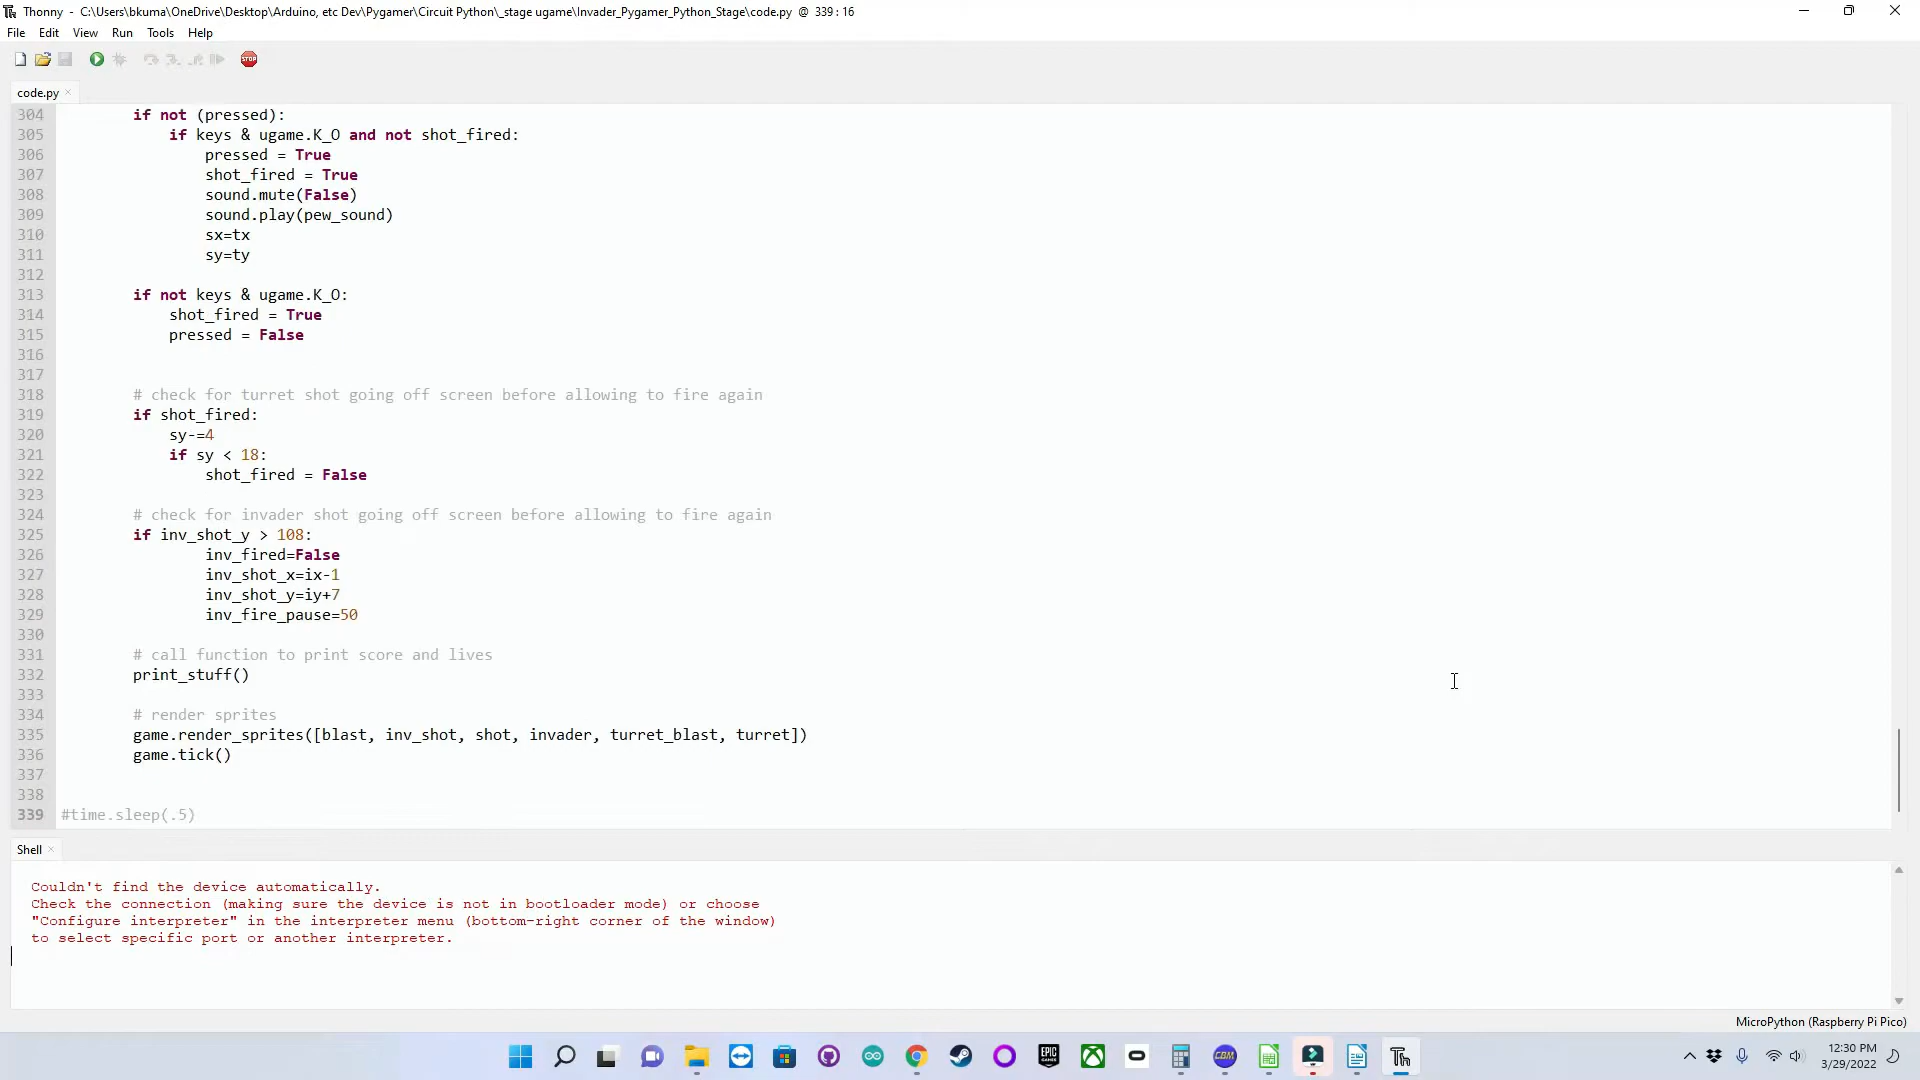 Thonny - C:\Users\bkuma\OneDrive\Desktop\Arduino, etc Dev\Pygamer\Circuit Python\_stage ugame\Invader_Pygamer_Python_Stage\code.py @ 339 : 16
File Edit View Run Tools Help
STOP
code.py ×
304 if not (pressed):
305 if keys & ugame.K_O and not shot_fired:
306 pressed = True
307 shot_fired = True
308 sound.mute(False)
309 sound.play(pew_sound)
310 sx=tx
311 sy=ty
312
313 if not keys & ugame.K_O:
314 shot_fired = True
315 pressed = False
316
317
318 # check for turret shot going off screen before allowing to fire again
319 if shot_fired:
320 sy-=4
321 if sy < 18:
322 shot_fired = False
323
324 # check for invader shot going off screen before allowing to fire again
325 if inv_shot_y > 108:
326 inv_fired=False
327 inv_shot_x=ix-1
328 inv_shot_y=iy+7
329 inv_fire_pause=50
330
331 # call function to print score and lives
332 print_stuff()
333
334 # render sprites
335 game.render_sprites([blast, inv_shot, shot, invader, turret_blast, turret])
336 game.tick()
337
338
339 #time.sleep(.5)
Shell ×
Couldn't find the device automatically.
Check the connection (making sure the device is not in bootloader mode) or choose
"Configure interpreter" in the interpreter menu (bottom-right corner of the window)
to select specific port or another interpreter.
MicroPython (Raspberry Pi Pico)
EPIC GAMES
CBM
Th
12:30 PM
3/29/2022